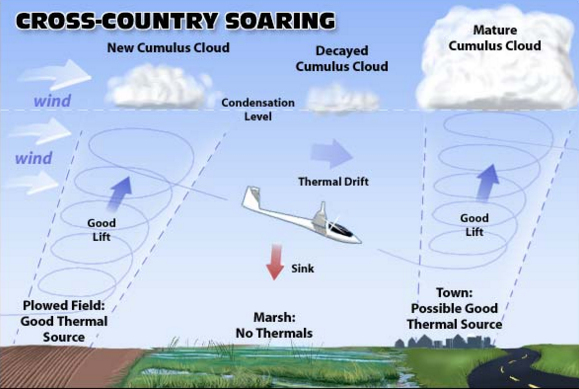 CROSS-COUNTRY SOARING
New Cumulus Cloud
Decayed
Cumulus Cloud
Mature
Cumulus Cloud
wind
Condensation
Level
wind
Thermal Drift
Good
Lift
Good
Lift
Sink
Plowed Field:
Good Thermal
Source
Marsh:
No Thermals
Town:
Possible Good
Thermal Source